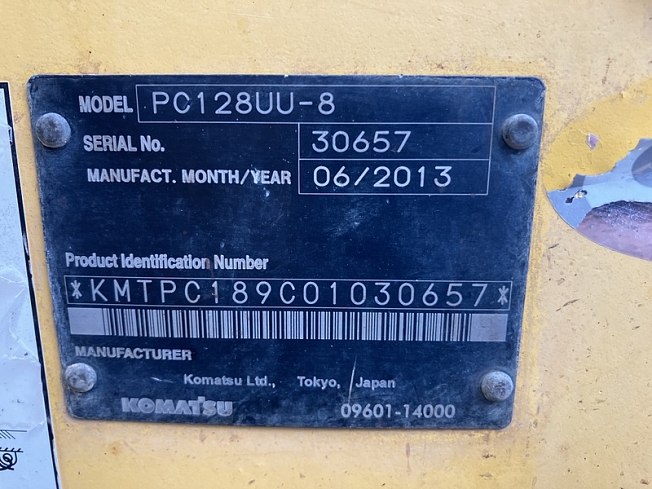 MODEL PC128UU-8
SERIAL No. 30657
MANUFACT. MONTH/YEAR 06/2013
Product Identification Number
*KMTPC189C01030657*
MANUFACTURER
Komatsu Ltd., Tokyo, Japan
KOMATSU 09601-14000